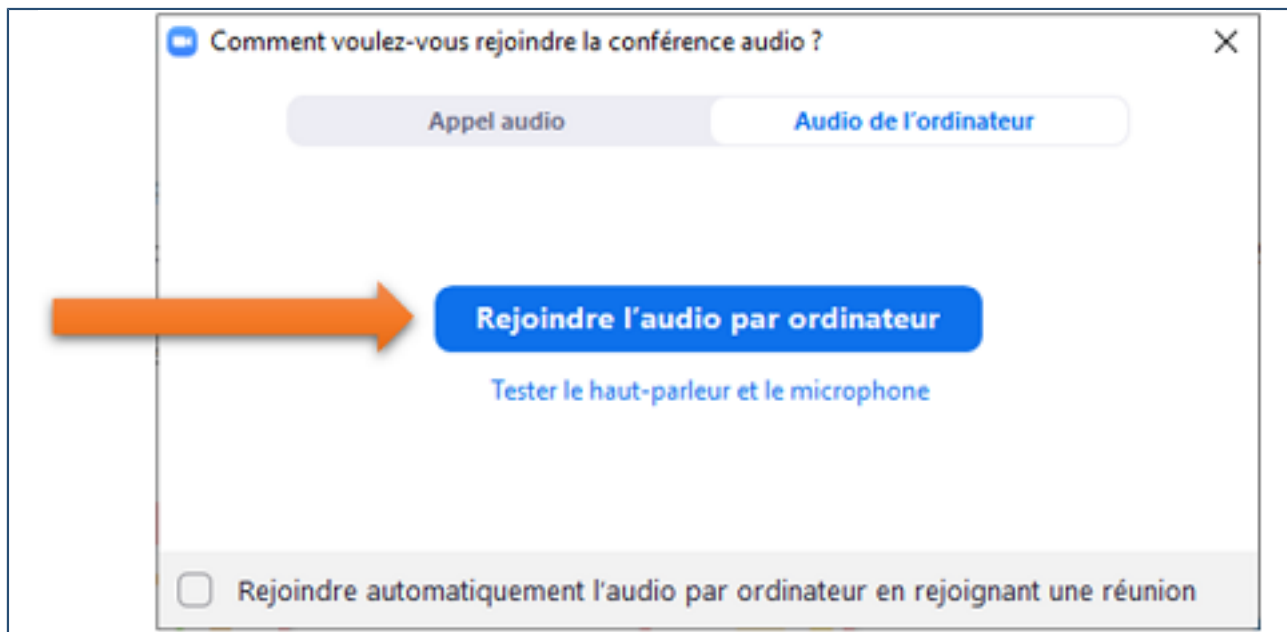 Comment voulez-vous rejoindre la conférence audio ?
Appel audio
Audio de l'ordinateur
Rejoindre l'audio par ordinateur
Tester le haut-parleur et le microphone
Rejoindre automatiquement l'audio par ordinateur en rejoignant une réunion